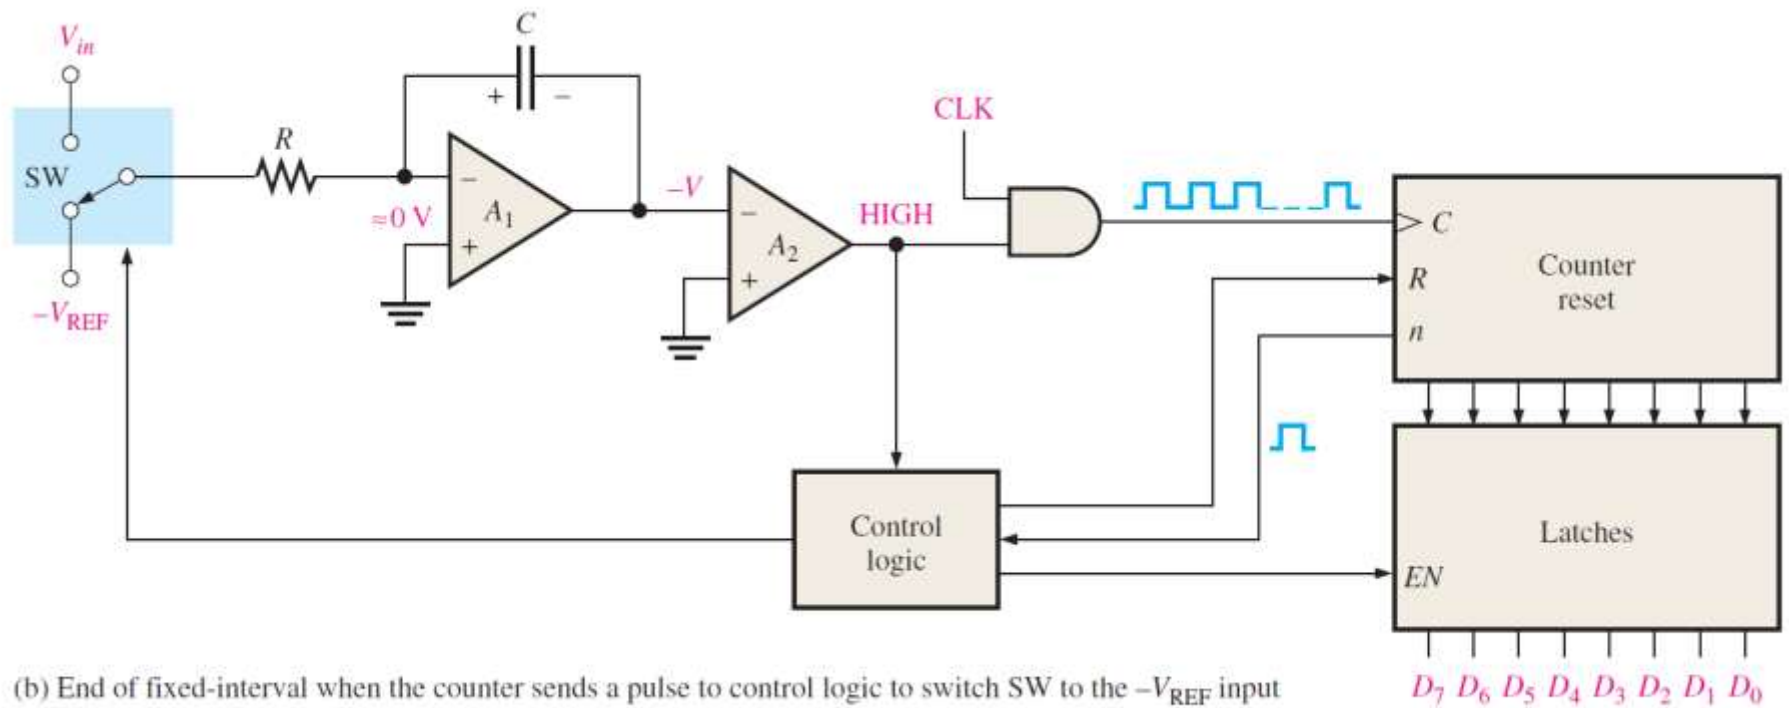 V_in
C
+ −
CLK
R
SW
−
A_1
+
≈0 V
−V
−
A_2
+
HIGH
−V_REF
C
R
n
Counter
reset
Control
logic
Latches
EN
(b) End of fixed-interval when the counter sends a pulse to control logic to switch SW to the −V_REF input
D_7 D_6 D_5 D_4 D_3 D_2 D_1 D_0